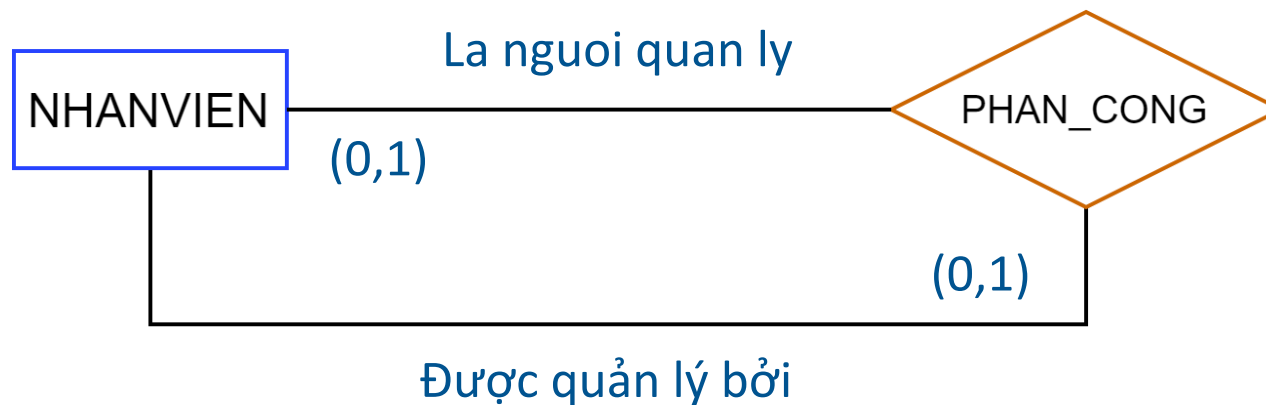 La nguoi quan ly
NHANVIEN
PHAN_CONG
(0,1)
(0,1)
Được quản lý bởi